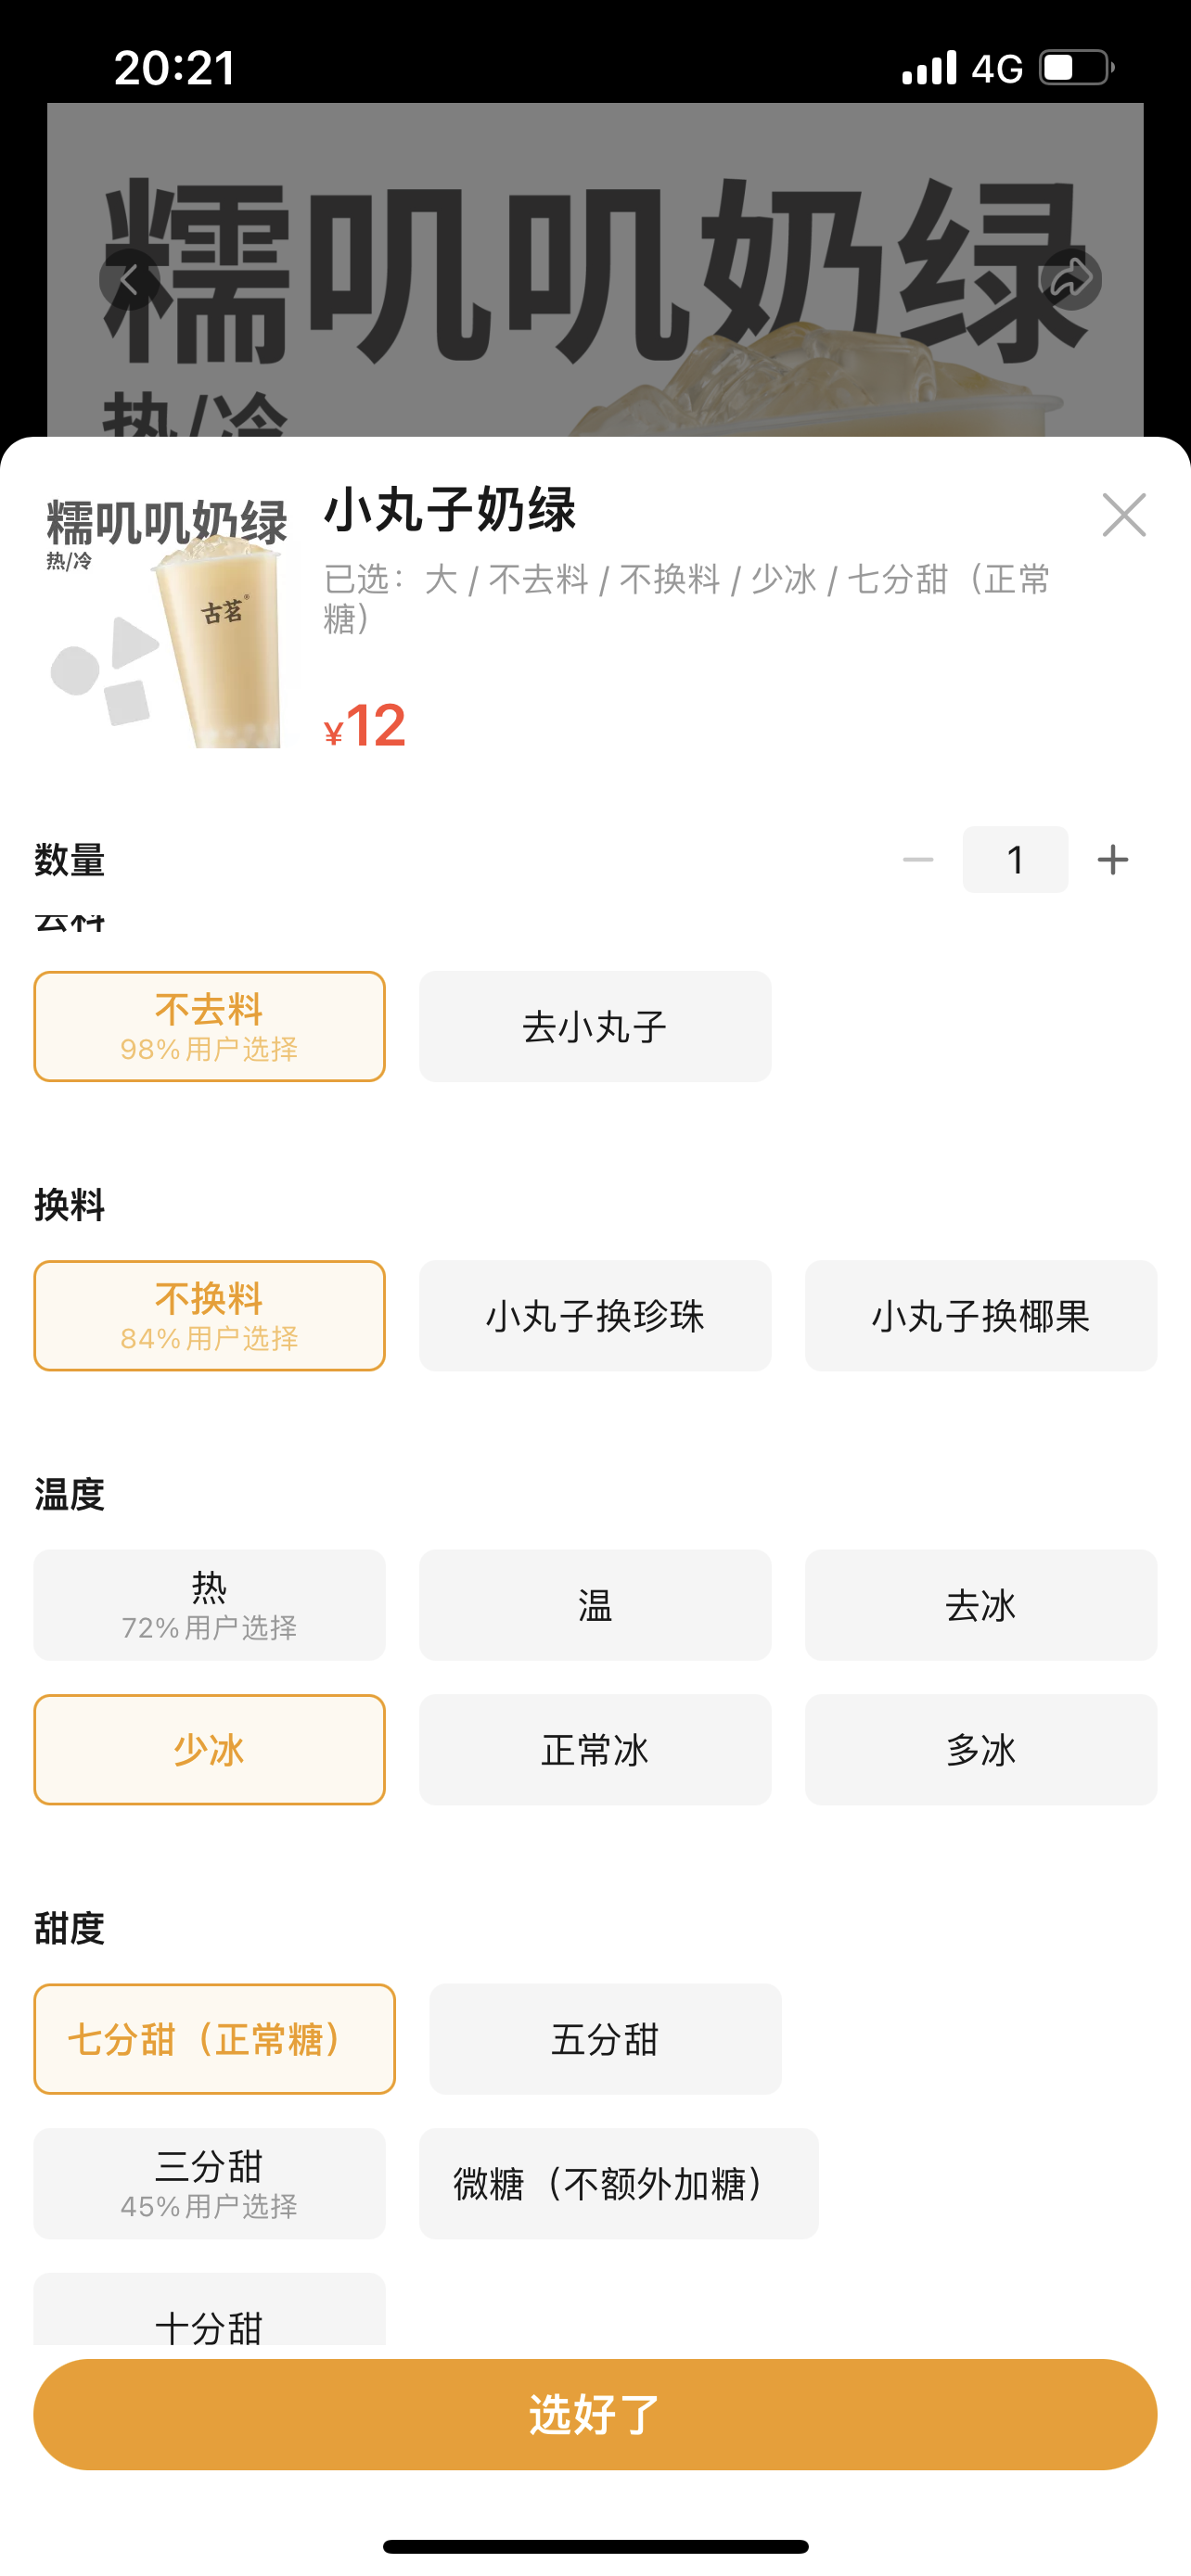 20:21
4G
糯叽叽奶绿
热/冷
糯叽叽奶绿
热/冷
古茗
小丸子奶绿
已选：大 / 不去料 / 不换料 / 少冰 / 七分甜（正常
糖）
¥12
数量
1
去料
不去料
98%用户选择
去小丸子
换料
不换料
84%用户选择
小丸子换珍珠
小丸子换椰果
温度
热
72%用户选择
温
去冰
少冰
正常冰
多冰
甜度
七分甜（正常糖）
五分甜
三分甜
45%用户选择
微糖（不额外加糖）
十分甜
选好了